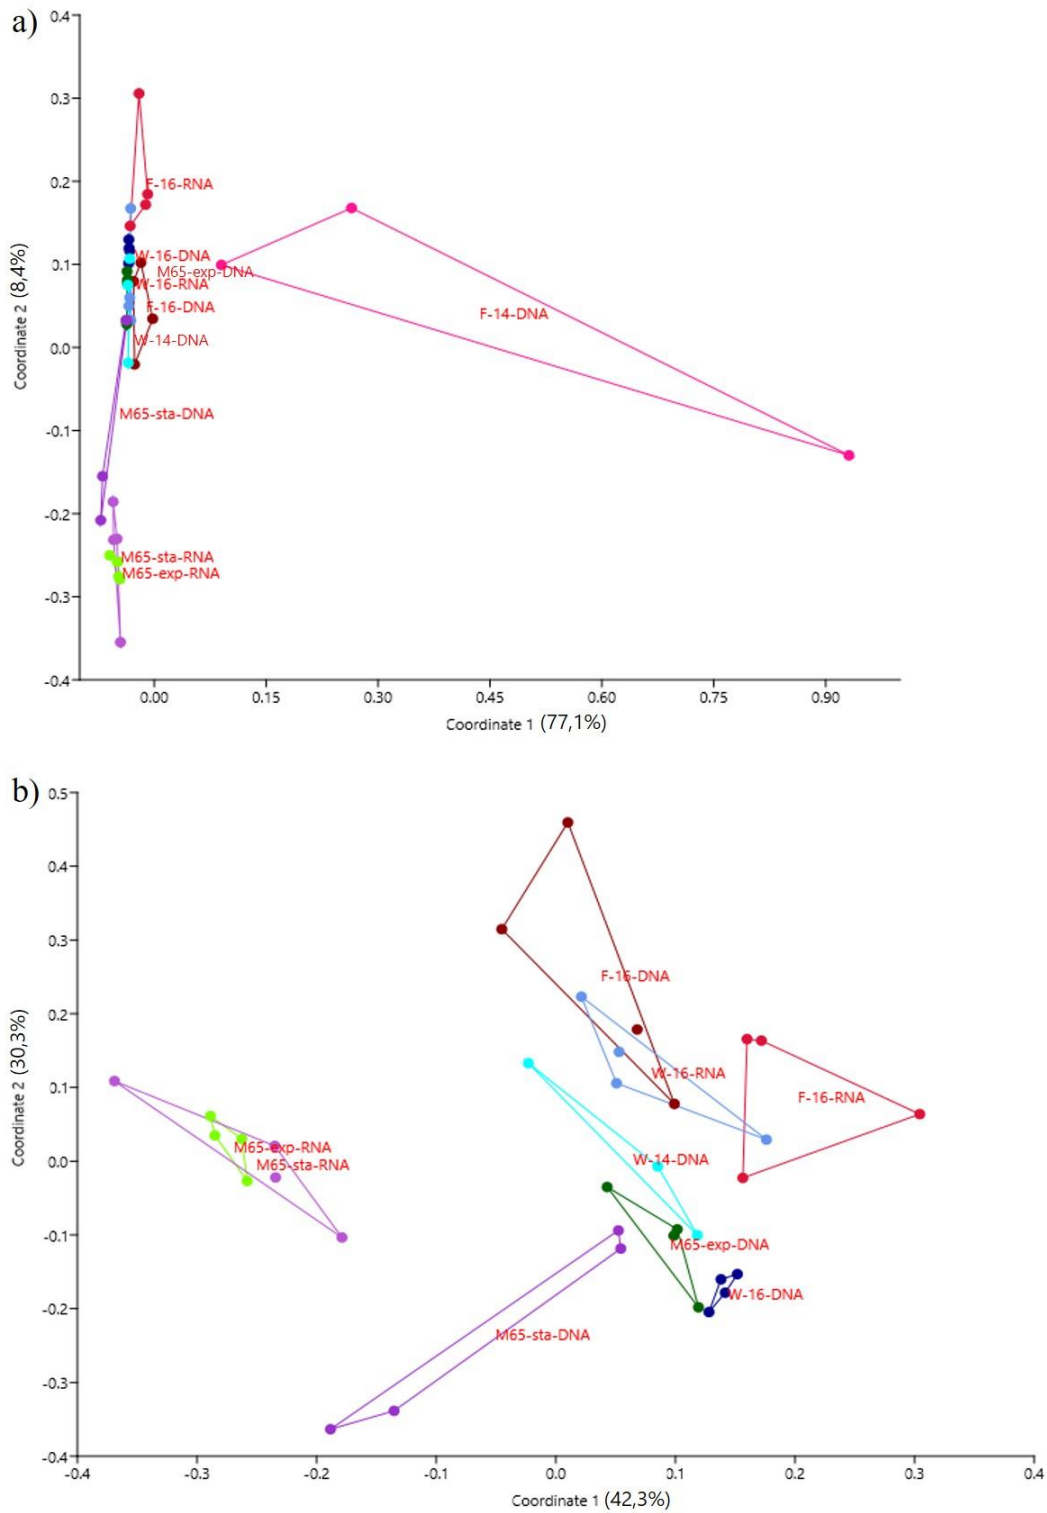 a)
0.4
0.3
F-16-RNA
0.2
W-16-DNA
0.1
M65-exp-DNA
W-16-RNA
F-16-DNA
F-14-DNA
0.0
W-14-DNA
M65-sta-DNA
-0.1
-0.2
M65-sta-RNA
M65-exp-RNA
-0.3
-0.4
Coordinate 2 (8,4%)
0.00 0.15 0.30 0.45 0.60 0.75 0.90
Coordinate 1 (77,1%)
b)
0.5
0.4
0.3
F-16-DNA
0.2
W-16-RNA
F-16-RNA
0.1
M65-exp-RNA
W-14-DNA
M65-sta-RNA
0.0
-0.1
M65-exp-DNA
W-16-DNA
-0.2
M65-sta-DNA
-0.3
-0.4
Coordinate 2 (30,3%)
-0.4 -0.3 -0.2 -0.1 0.0 0.1 0.2 0.3 0.4
Coordinate 1 (42,3%)